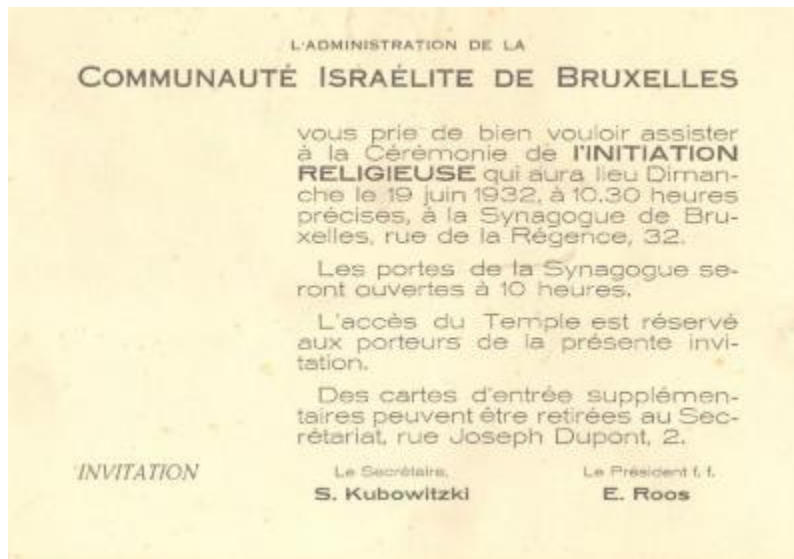 L'ADMINISTRATION DE LA
COMMUNAUTÉ ISRAÉLITE DE BRUXELLES
vous prie de bien vouloir assister
à la Cérémonie de l'INITIATION
RELIGIEUSE qui aura lieu Diman-
che le 19 juin 1932, à 10.30 heures
précises, à la Synagogue de Bru-
xelles, rue de la Régence, 32.
Les portes de la Synagogue se-
ront ouvertes à 10 heures.
L'accès du Temple est réservé
aux porteurs de la présente invi-
tation.
Des cartes d'entrée supplémen-
taires peuvent être retirées au Sec-
rétariat, rue Joseph Dupont, 2.
INVITATION
Le Secrétaire,
S. Kubowitzki
Le Président f. f.
E. Roos